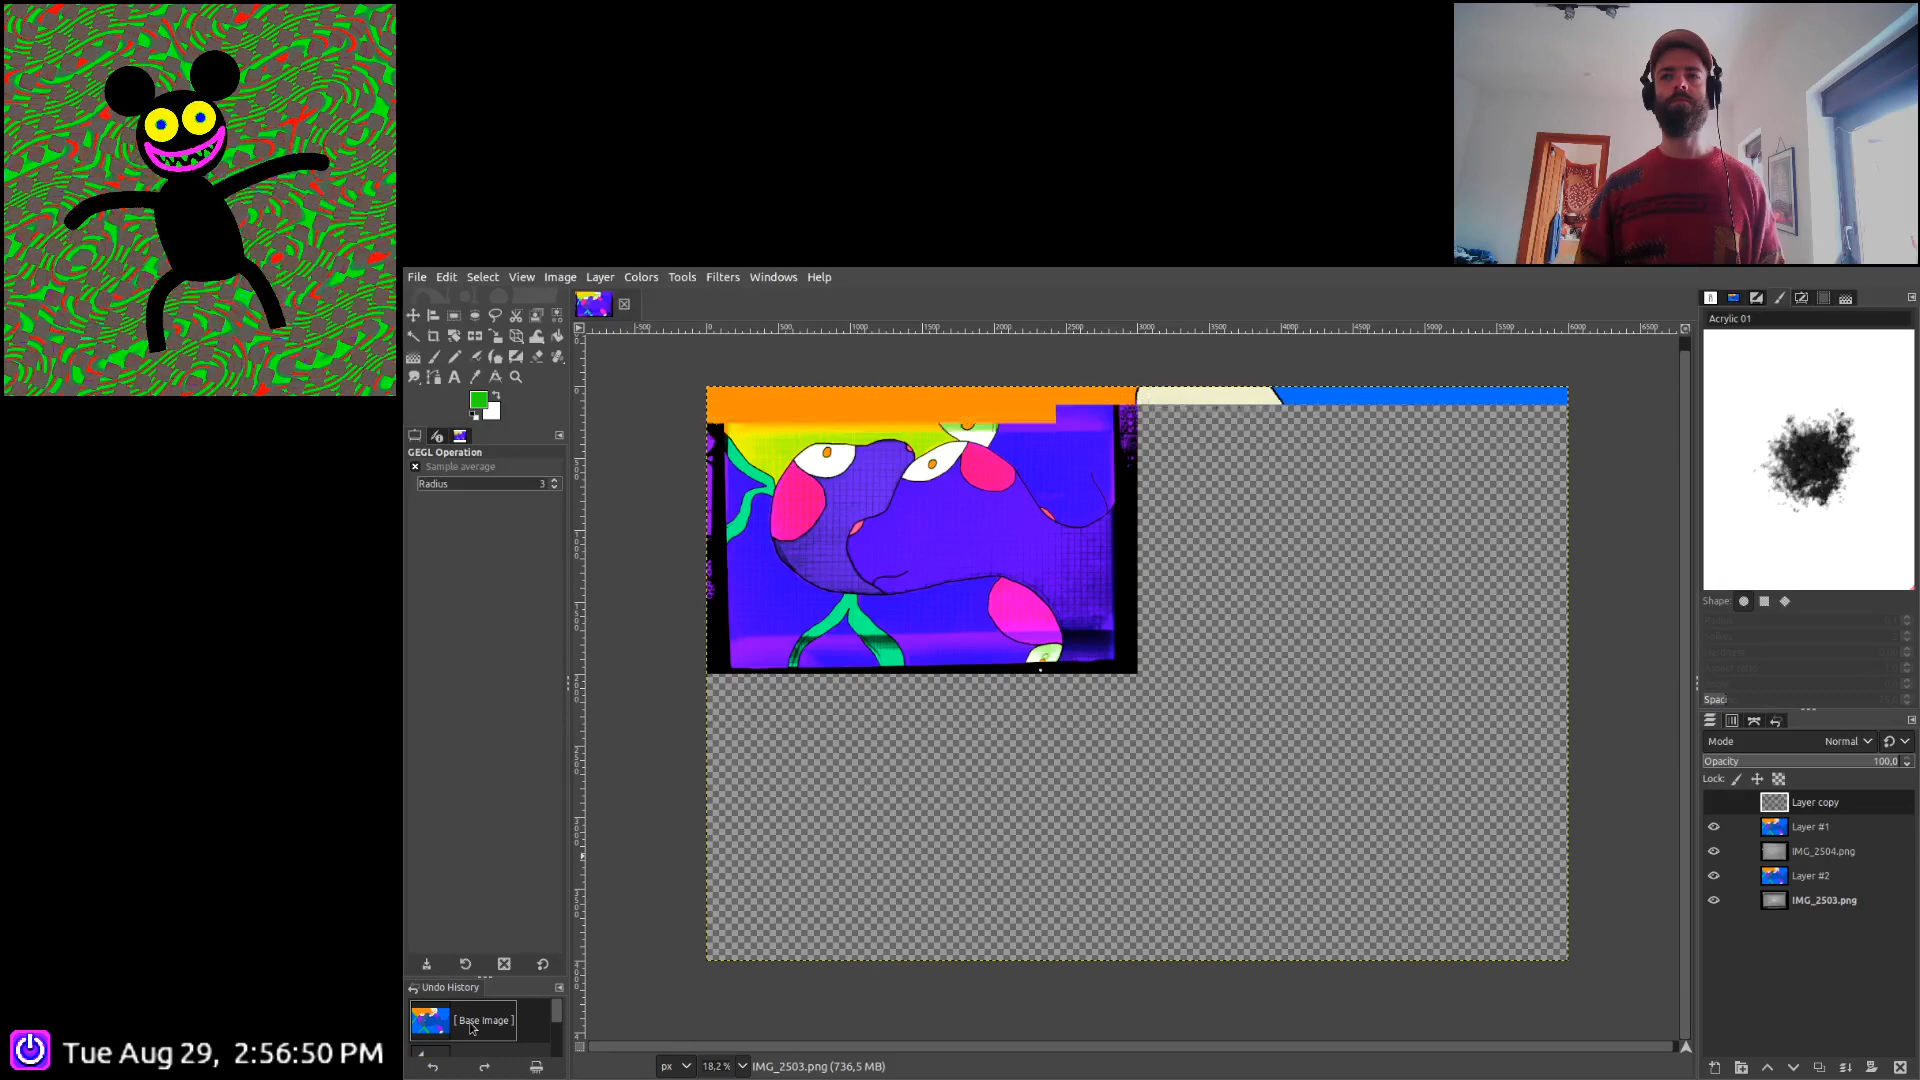 File Edit Select View Image Layer Colors Tools Filters Windows Help
Acrylic 01
GEGL Operation
Sample average
Radius 3
Shape:
Mode Normal
Opacity 100,0
Lock:
Layer copy
Layer #1
IMG_2504.png
Layer #2
IMG_2503.png
Undo History
[ Base Image ]
px 18,2 % IMG_2503.png (736,5 MB)
Tue Aug 29, 2:56:50 PM